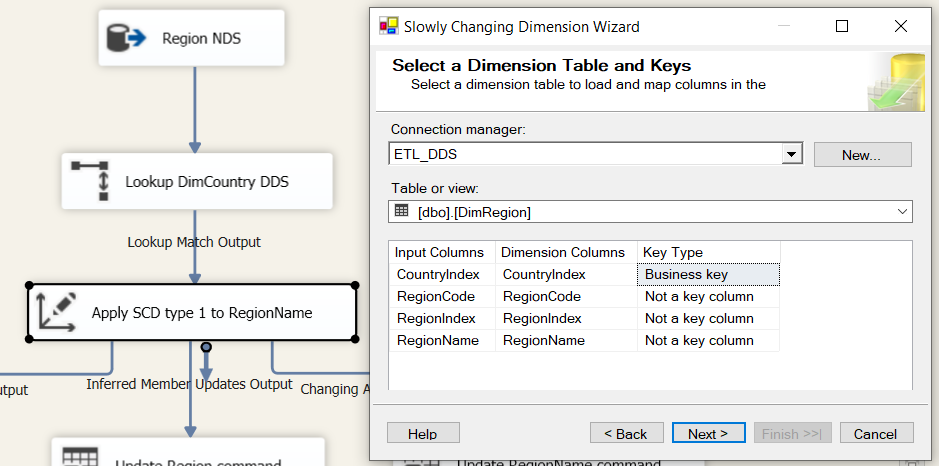 Region NDS
Lookup DimCountry DDS
Lookup Match Output
Apply SCD type 1 to RegionName
Inferred Member Updates Output
Changing A
Update Region command
Slowly Changing Dimension Wizard
Select a Dimension Table and Keys
Select a dimension table to load and map columns in the
Connection manager:
ETL_DDS
New...
Table or view:
[dbo].[DimRegion]
Input Columns Dimension Columns Key Type
CountryIndex CountryIndex Business key
RegionCode RegionCode Not a key column
RegionIndex RegionIndex Not a key column
RegionName RegionName Not a key column
Help
< Back
Next >
Finish >>|
Cancel
Update RegionName command